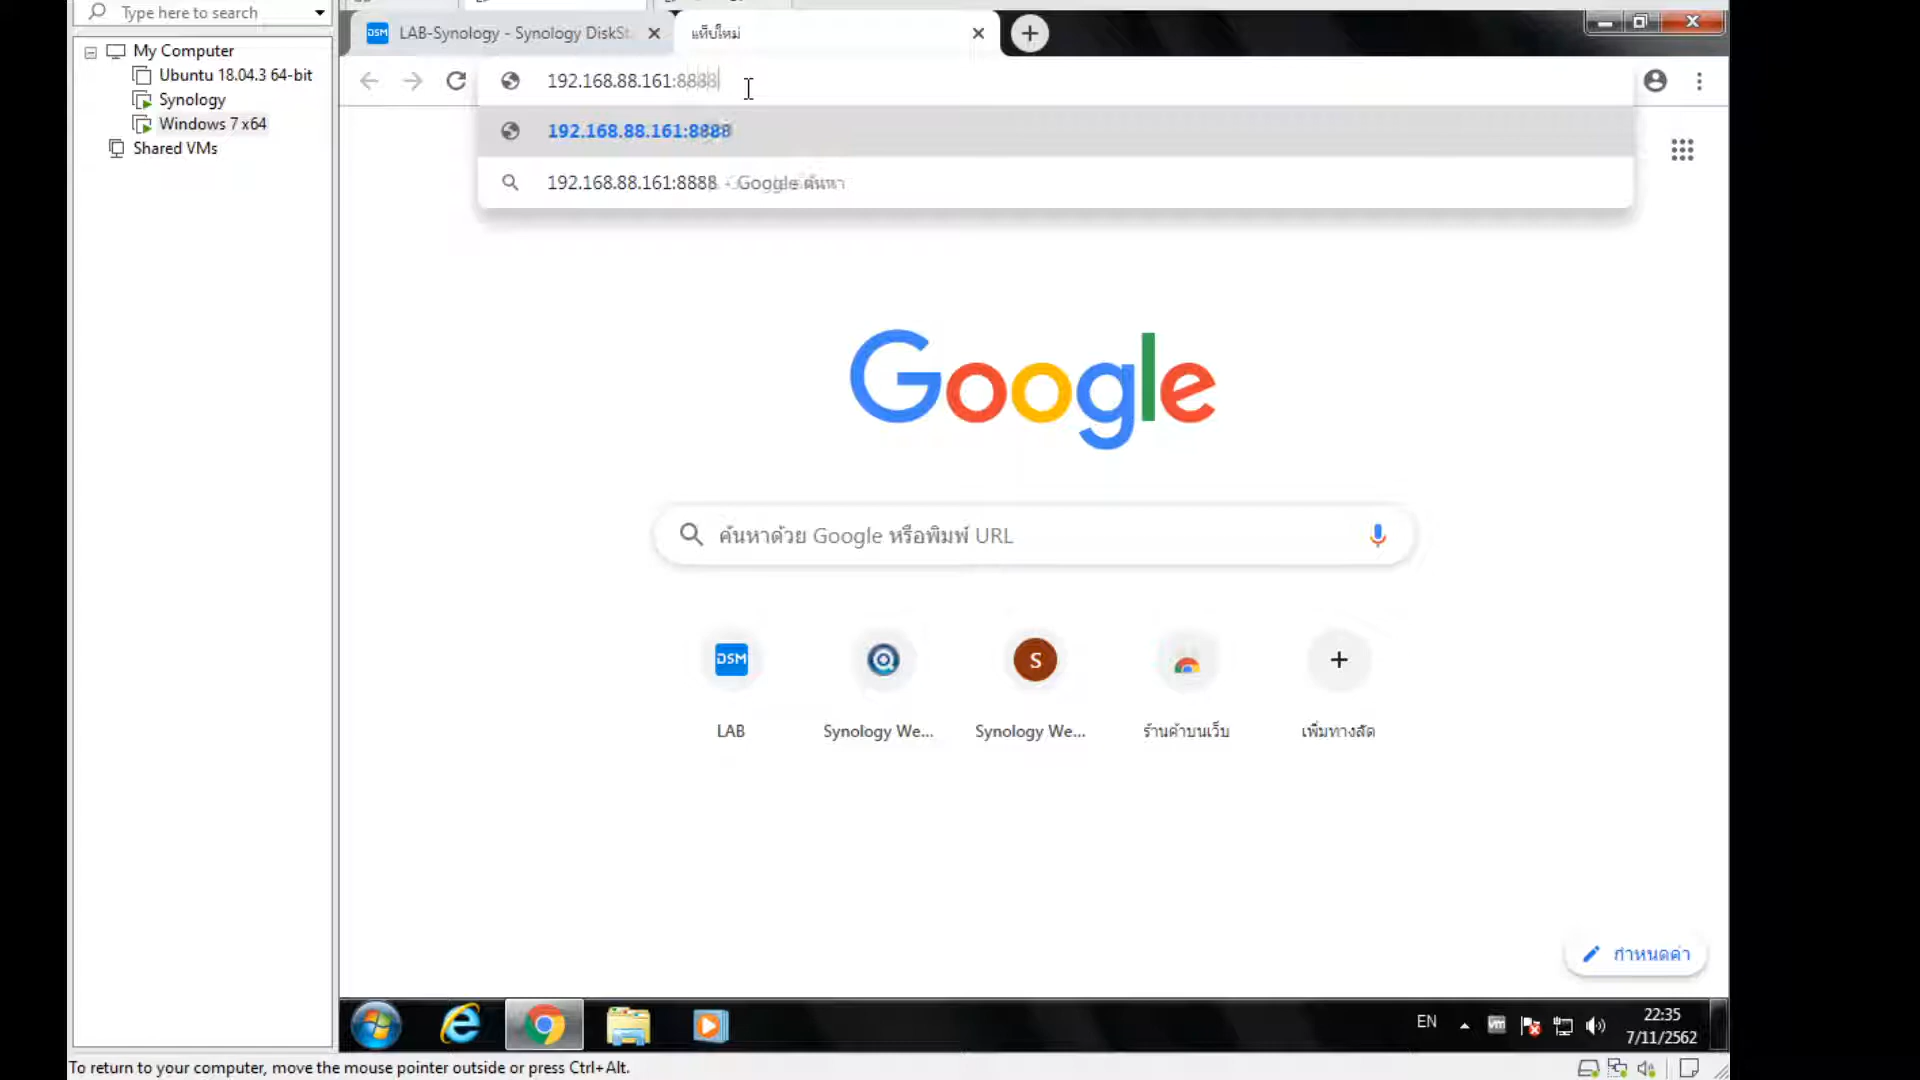 Type here to search
My Computer
Ubuntu 18.04.3 64-bit
Synology
Windows 7 x64
Shared VMs
DSM LAB-Synology - Synology DiskSt
แท็บใหม่
192.168.88.161:8888
192.168.88.161:8888
192.168.88.161:8888 - Google ค้นหา
Google
ค้นหาด้วย Google หรือพิมพ์ URL
DSM
S
LAB
Synology We...
Synology We...
ร้านค้าบนเว็บ
เพิ่มทางลัด
กำหนดค่า
EN
22:35
7/11/2562
To return to your computer, move the mouse pointer outside or press Ctrl+Alt.